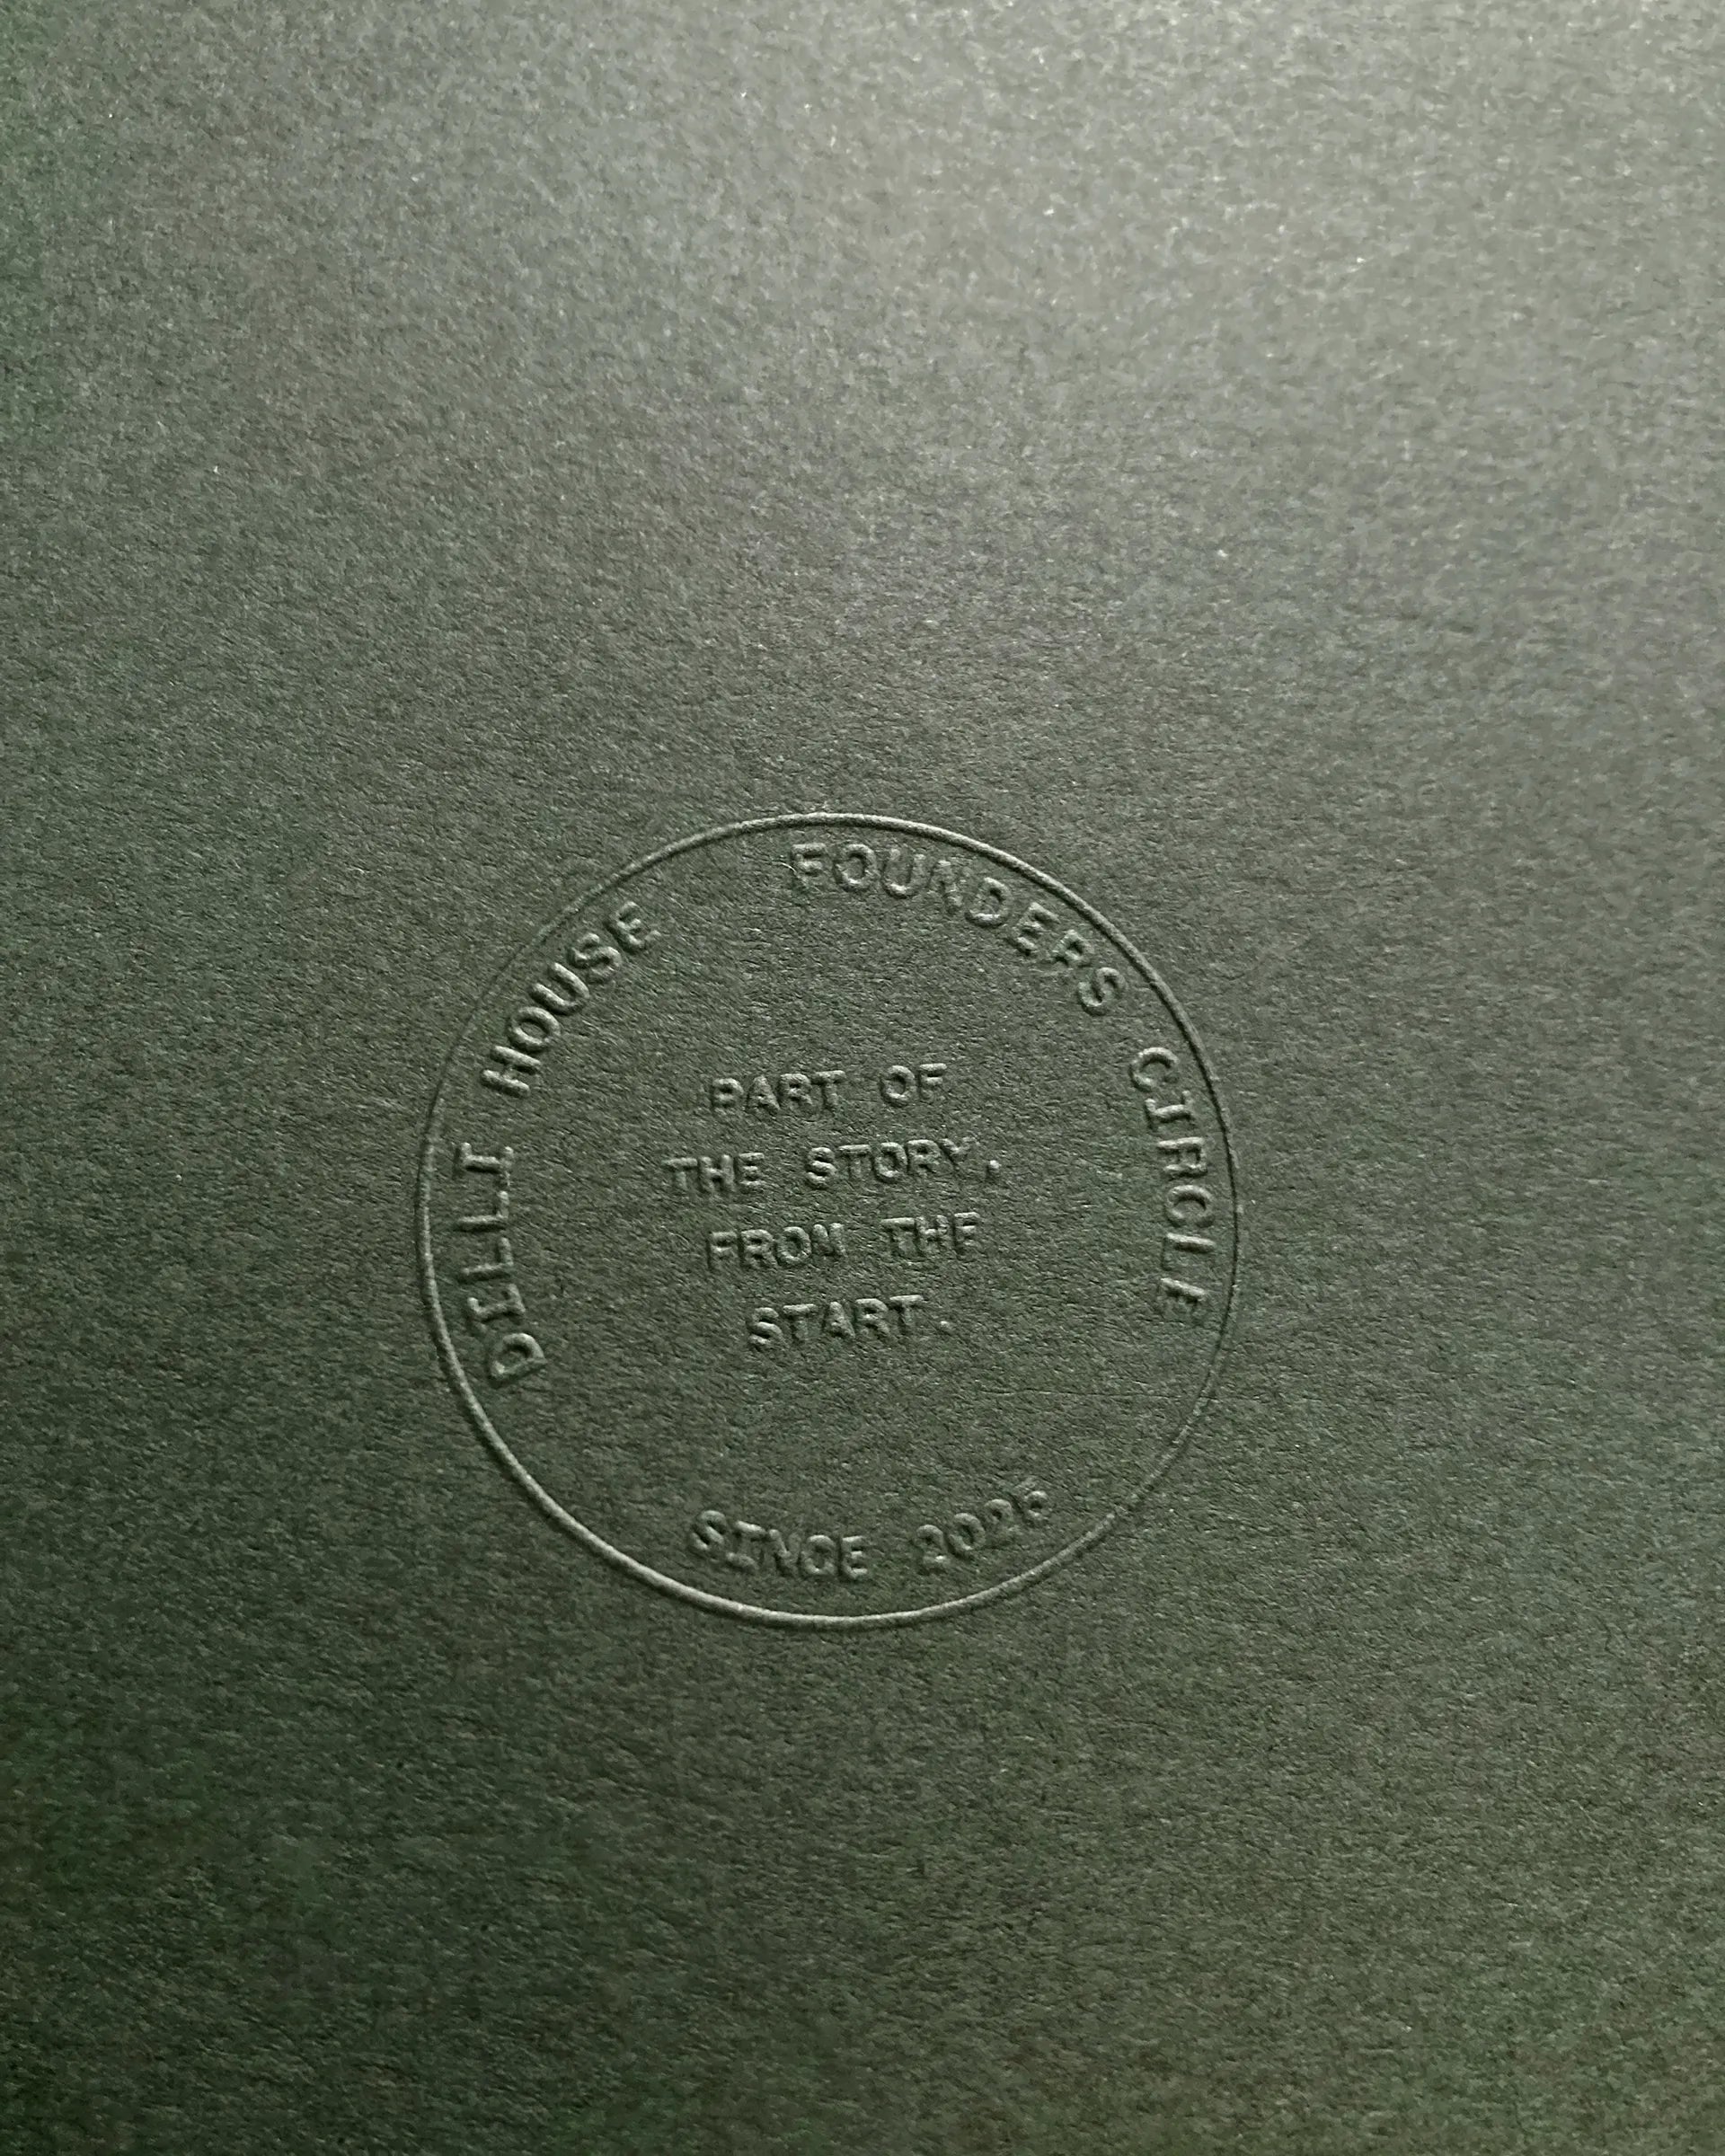 DILLI HOUSE FOUNDERS CIRCLE
PART OF
THE STORY,
FROM THE
START.
SINCE 2025